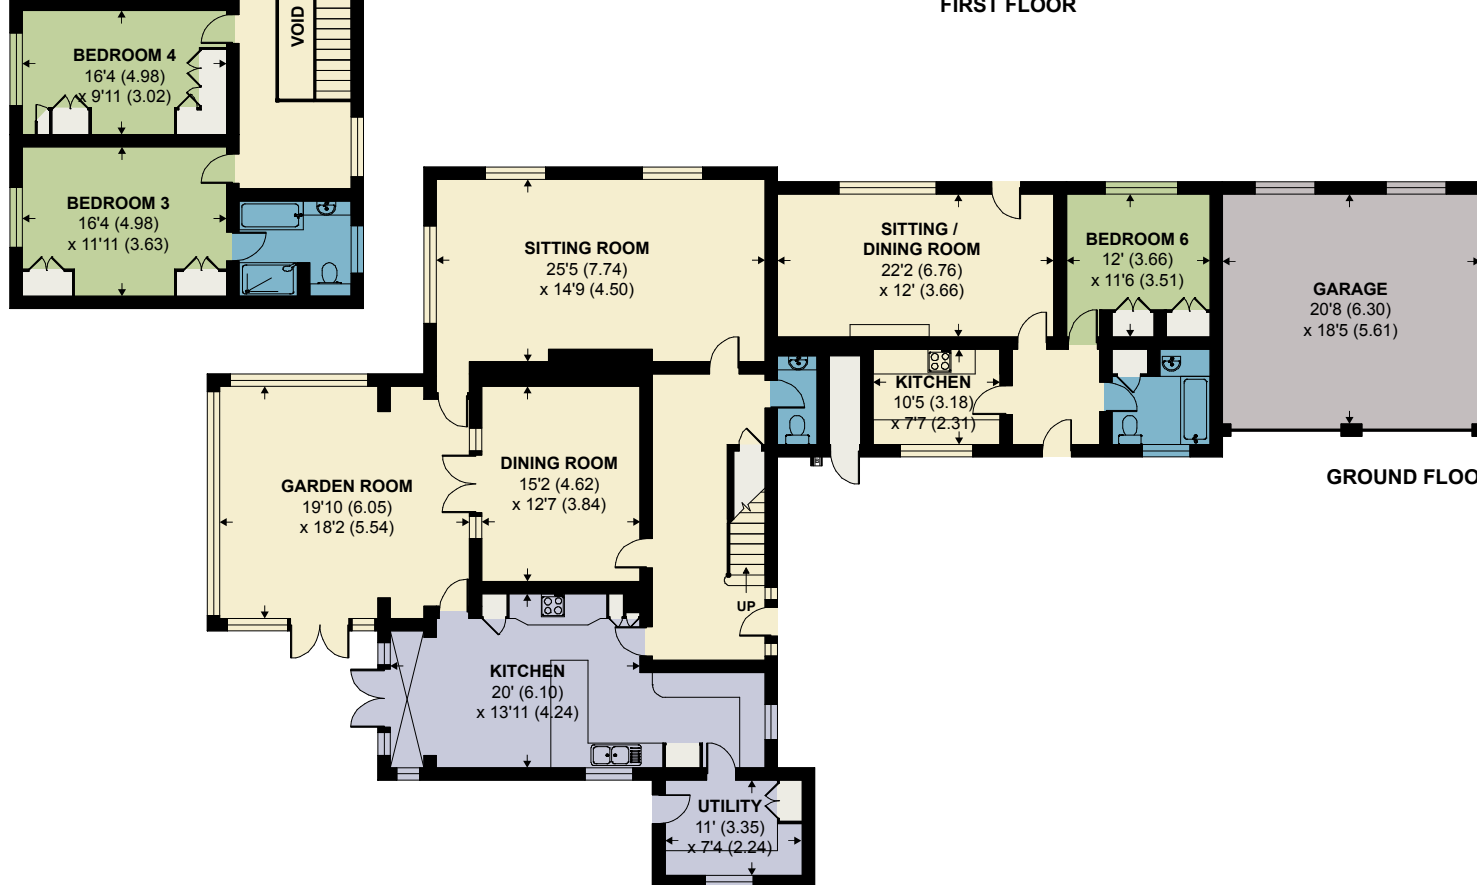 FIRST FLOOR
VOID
BEDROOM 4
16'4 (4.98)
x 9'11 (3.02)
BEDROOM 3
16'4 (4.98)
x 11'11 (3.63)
SITTING ROOM
25'5 (7.74)
x 14'9 (4.50)
SITTING /
DINING ROOM
22'2 (6.76)
x 12' (3.66)
BEDROOM 6
12' (3.66)
x 11'6 (3.51)
GARAGE
20'8 (6.30)
x 18'5 (5.61)
KITCHEN
10'5 (3.18)
x 7'7 (2.31)
GROUND FLOO
DINING ROOM
15'2 (4.62)
x 12'7 (3.84)
GARDEN ROOM
19'10 (6.05)
x 18'2 (5.54)
UP
KITCHEN
20' (6.10)
x 13'11 (4.24)
UTILITY
11' (3.35)
x 7'4 (2.24)